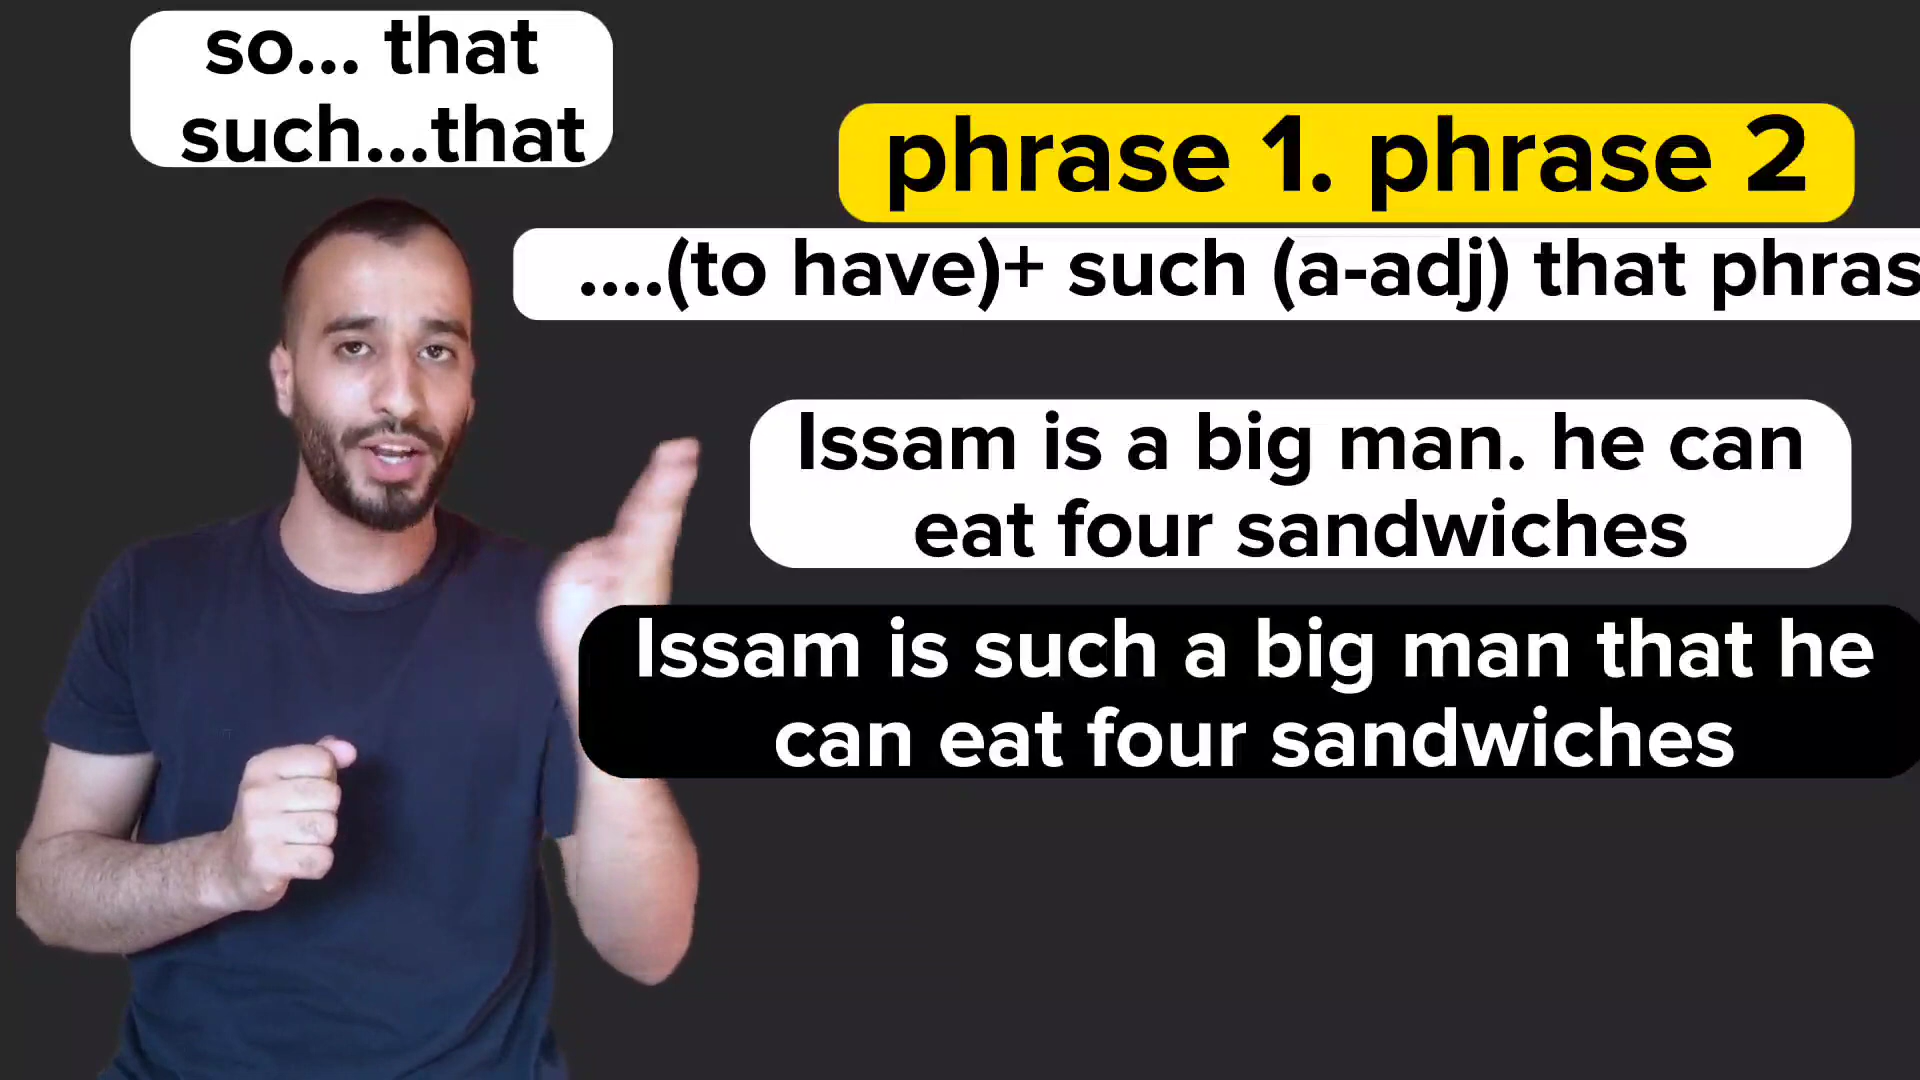 so... that
such...that
phrase 1. phrase 2
....(to have)+ such (a-adj) that phras
Issam is a big man. he can
eat four sandwiches
Issam is such a big man that he
can eat four sandwiches